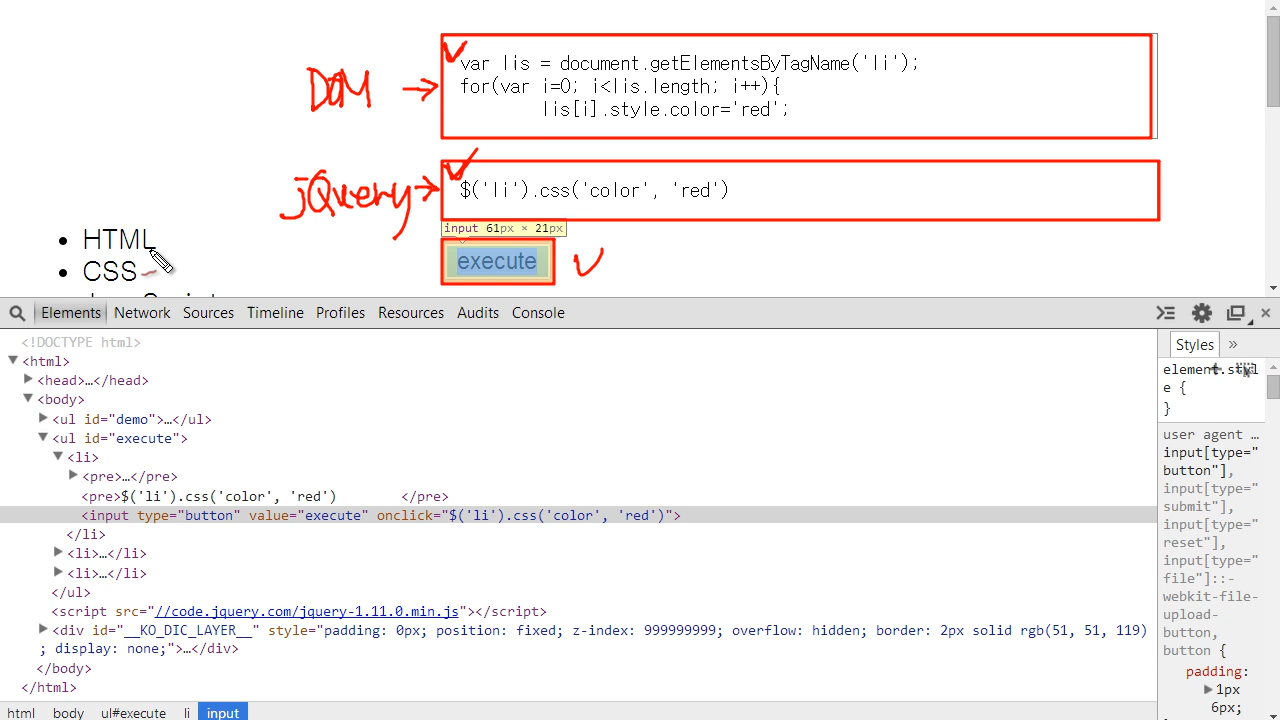 DOM →
var lis = document.getElementsByTagName('li');
for(var i=0; i<lis.length; i++){
lis[i].style.color='red';
jQuery →
$('li').css('color', 'red')
input 61px × 21px
execute
• HTML
• CSS
Elements Network Sources Timeline Profiles Resources Audits Console
<!DOCTYPE html>
▼<html>
▶<head>…</head>
▼<body>
▶<ul id="demo">…</ul>
▼<ul id="execute">
▼<li>
▶<pre>…</pre>
<pre>$('li').css('color', 'red') </pre>
<input type="button" value="execute" onclick="$('li').css('color', 'red')">
</li>
▶<li>…</li>
▶<li>…</li>
</ul>
<script src="//code.jquery.com/jquery-1.11.0.min.js"></script>
▶<div id="__KO_DIC_LAYER__" style="padding: 0px; position: fixed; z-index: 999999999; overflow: hidden; border: 2px solid rgb(51, 51, 119)
; display: none;">…</div>
</body>
</html>
html body ul#execute li input
Styles »
element.styl
e {
}
user agent …
input[type="
button"],
input[type="
submit"],
input[type="
reset"],
input[type="
file"]::-
webkit-file-
upload-
button,
button {
padding:
▶1px
6px;